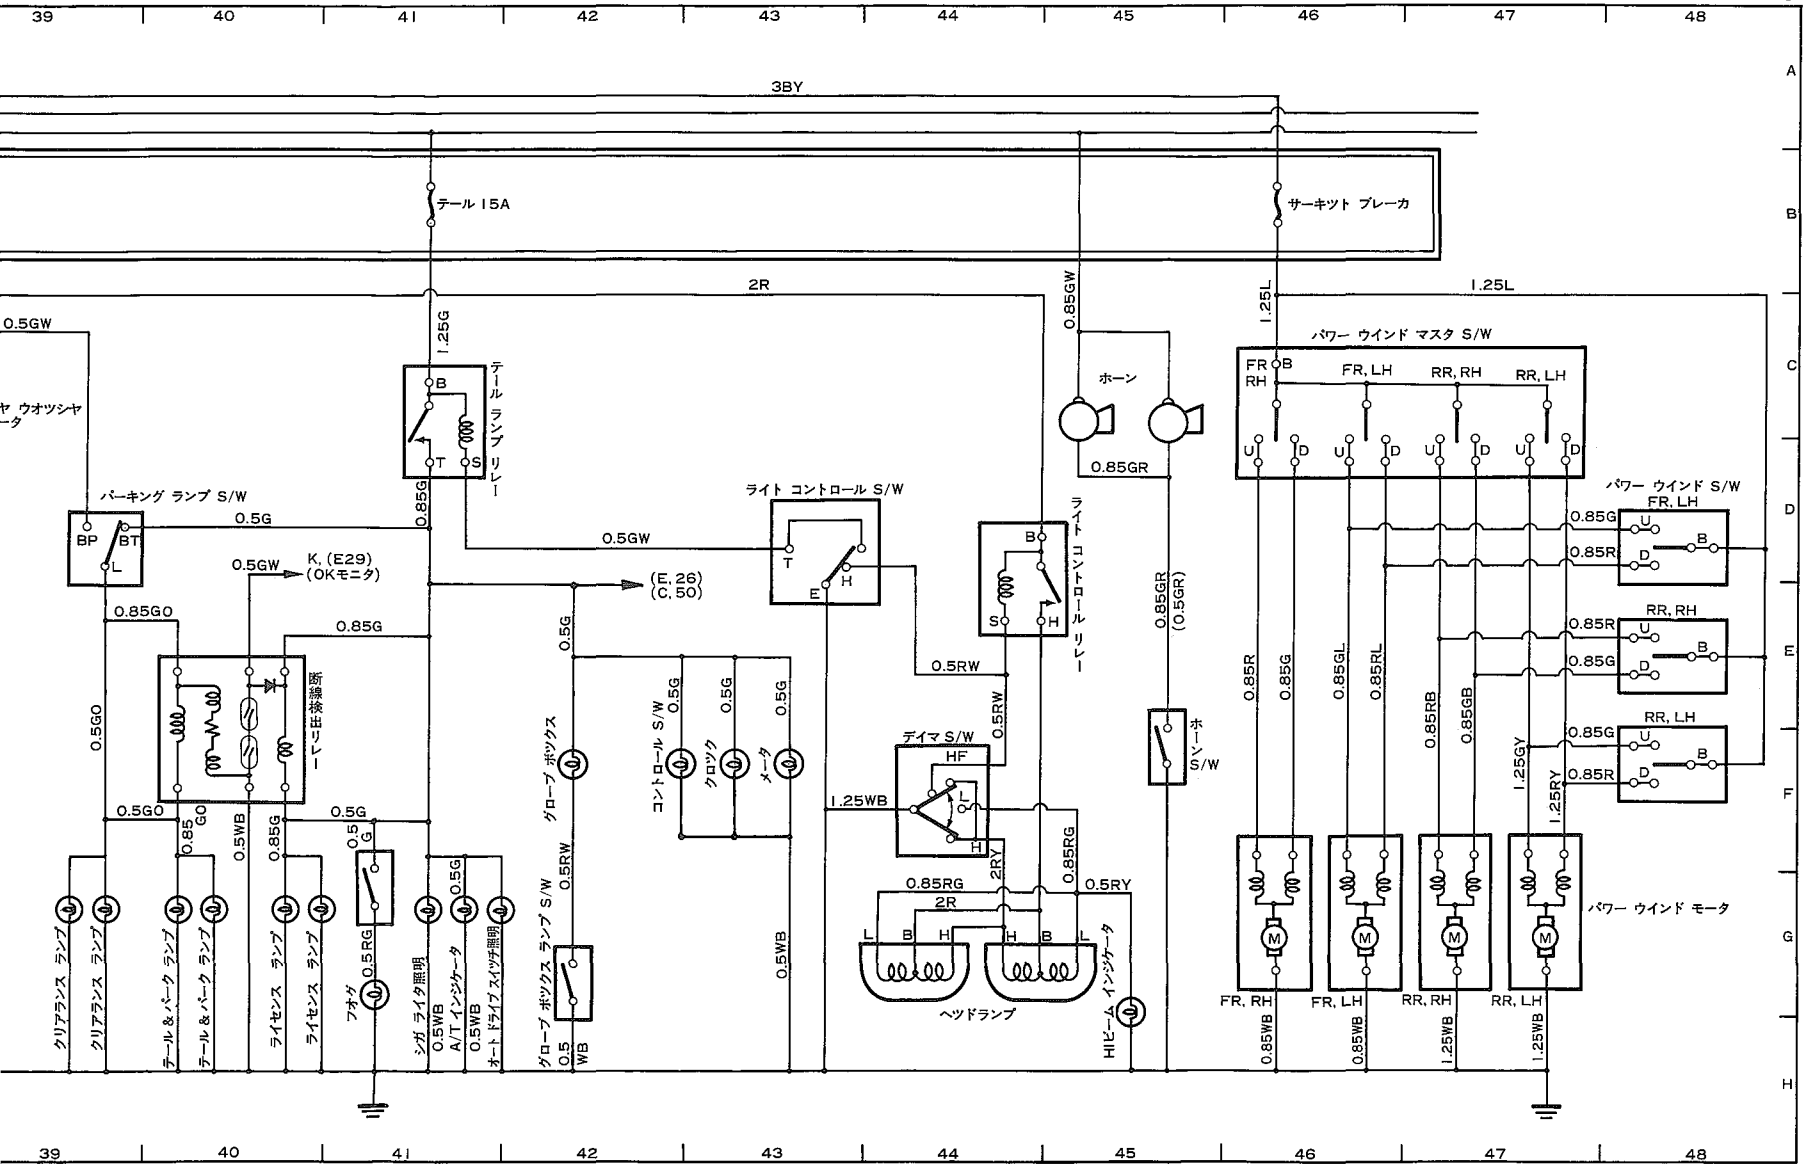 39 40 41 42 43 44 45 46 47 48
A
3BY
テール 15A
サーキツト ブレーカ
B
2R
0.85GW
1.25L
1.25L
0.5GW
1.25G
パワー ウインド マスタ S/W
FR RH
B
FR, LH
RR, RH
RR, LH
C
ヤ ウオツシヤ
ータ
B
テール ランプ リレー
T
S
ホーン
U D U D U D U D
0.85GR
パーキング ランプ S/W
0.85G
ライト コントロール S/W
ライト コントロール リレー
パワー ウインド S/W
FR, LH
D
BP
BT
L
0.5G
0.5GW
T
H
E
B
S
H
0.85G
U
B
0.85R
D
0.5GW
K, (E29)
(OKモニタ)
(E, 26)
(C, 50)
0.85GO
0.85G
0.5G
0.5RW
0.85GR
(0.5GR)
RR, RH
0.85R
U
B
0.85G
D
E
断線検出リレー
0.5GO
0.5G
0.5G
0.5G
0.5RW
0.85R
0.85G
0.85GL
0.85RL
0.85RB
0.85GB
1.25GY
1.25RY
RR, LH
0.85G
U
B
0.85R
D
グローブ ボツクス
コントロール S/W
クロツク
メータ
デイマ S/W
HF
L
H
ホーン S/W
F
0.5GO
0.85
GO
0.5WB
0.85G
0.5G
0.5
G
1.25WB
2RY
0.85RG
0.5G
0.5RW
0.85RG
0.5RY
2R
L B H H B L
パワー ウインド モータ
G
M M M M
クリアランス ランプ
クリアランス ランプ
テール & パーク ランプ
テール & パーク ランプ
ライセンス ランプ
ライセンス ランプ
フオグ
0.5RG
シガ ライタ照明
0.5WB
A/T インジケータ
0.5WB
オート ドライブ スイッチ照明
グローブ ボツクス ランプ S/W
0.5
WB
0.5WB
ヘツドランプ
HIビーム インジケータ
FR, RH
FR, LH
RR, RH
RR, LH
0.85WB
0.85WB
1.25WB
1.25WB
H
39 40 41 42 43 44 45 46 47 48